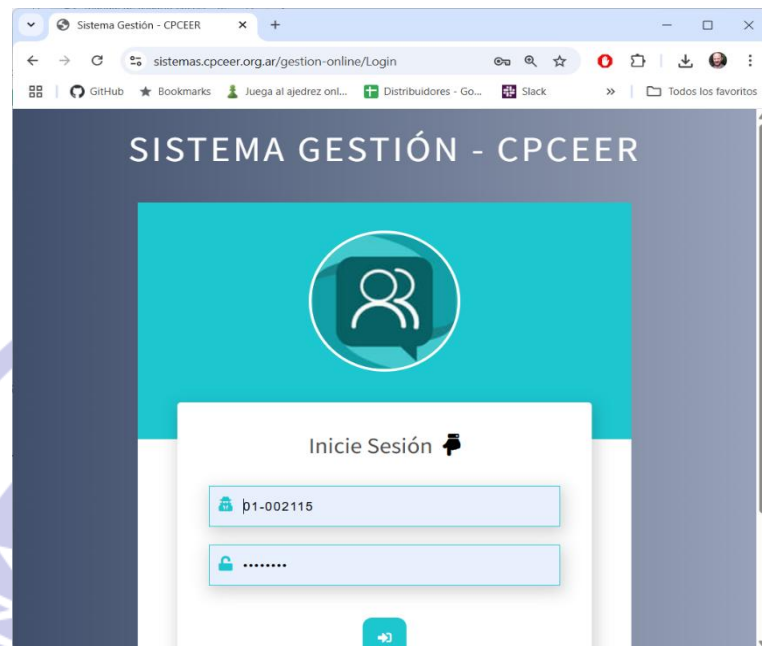 Sistema Gestión - CPCEER
sistemas.cpceer.org.ar/gestion-online/Login
GitHub Bookmarks Juega al ajedrez onl... Distribuidores - Go... Slack » Todos los favoritos
SISTEMA GESTIÓN - CPCEER
Inicie Sesión
01-002115
••••••••